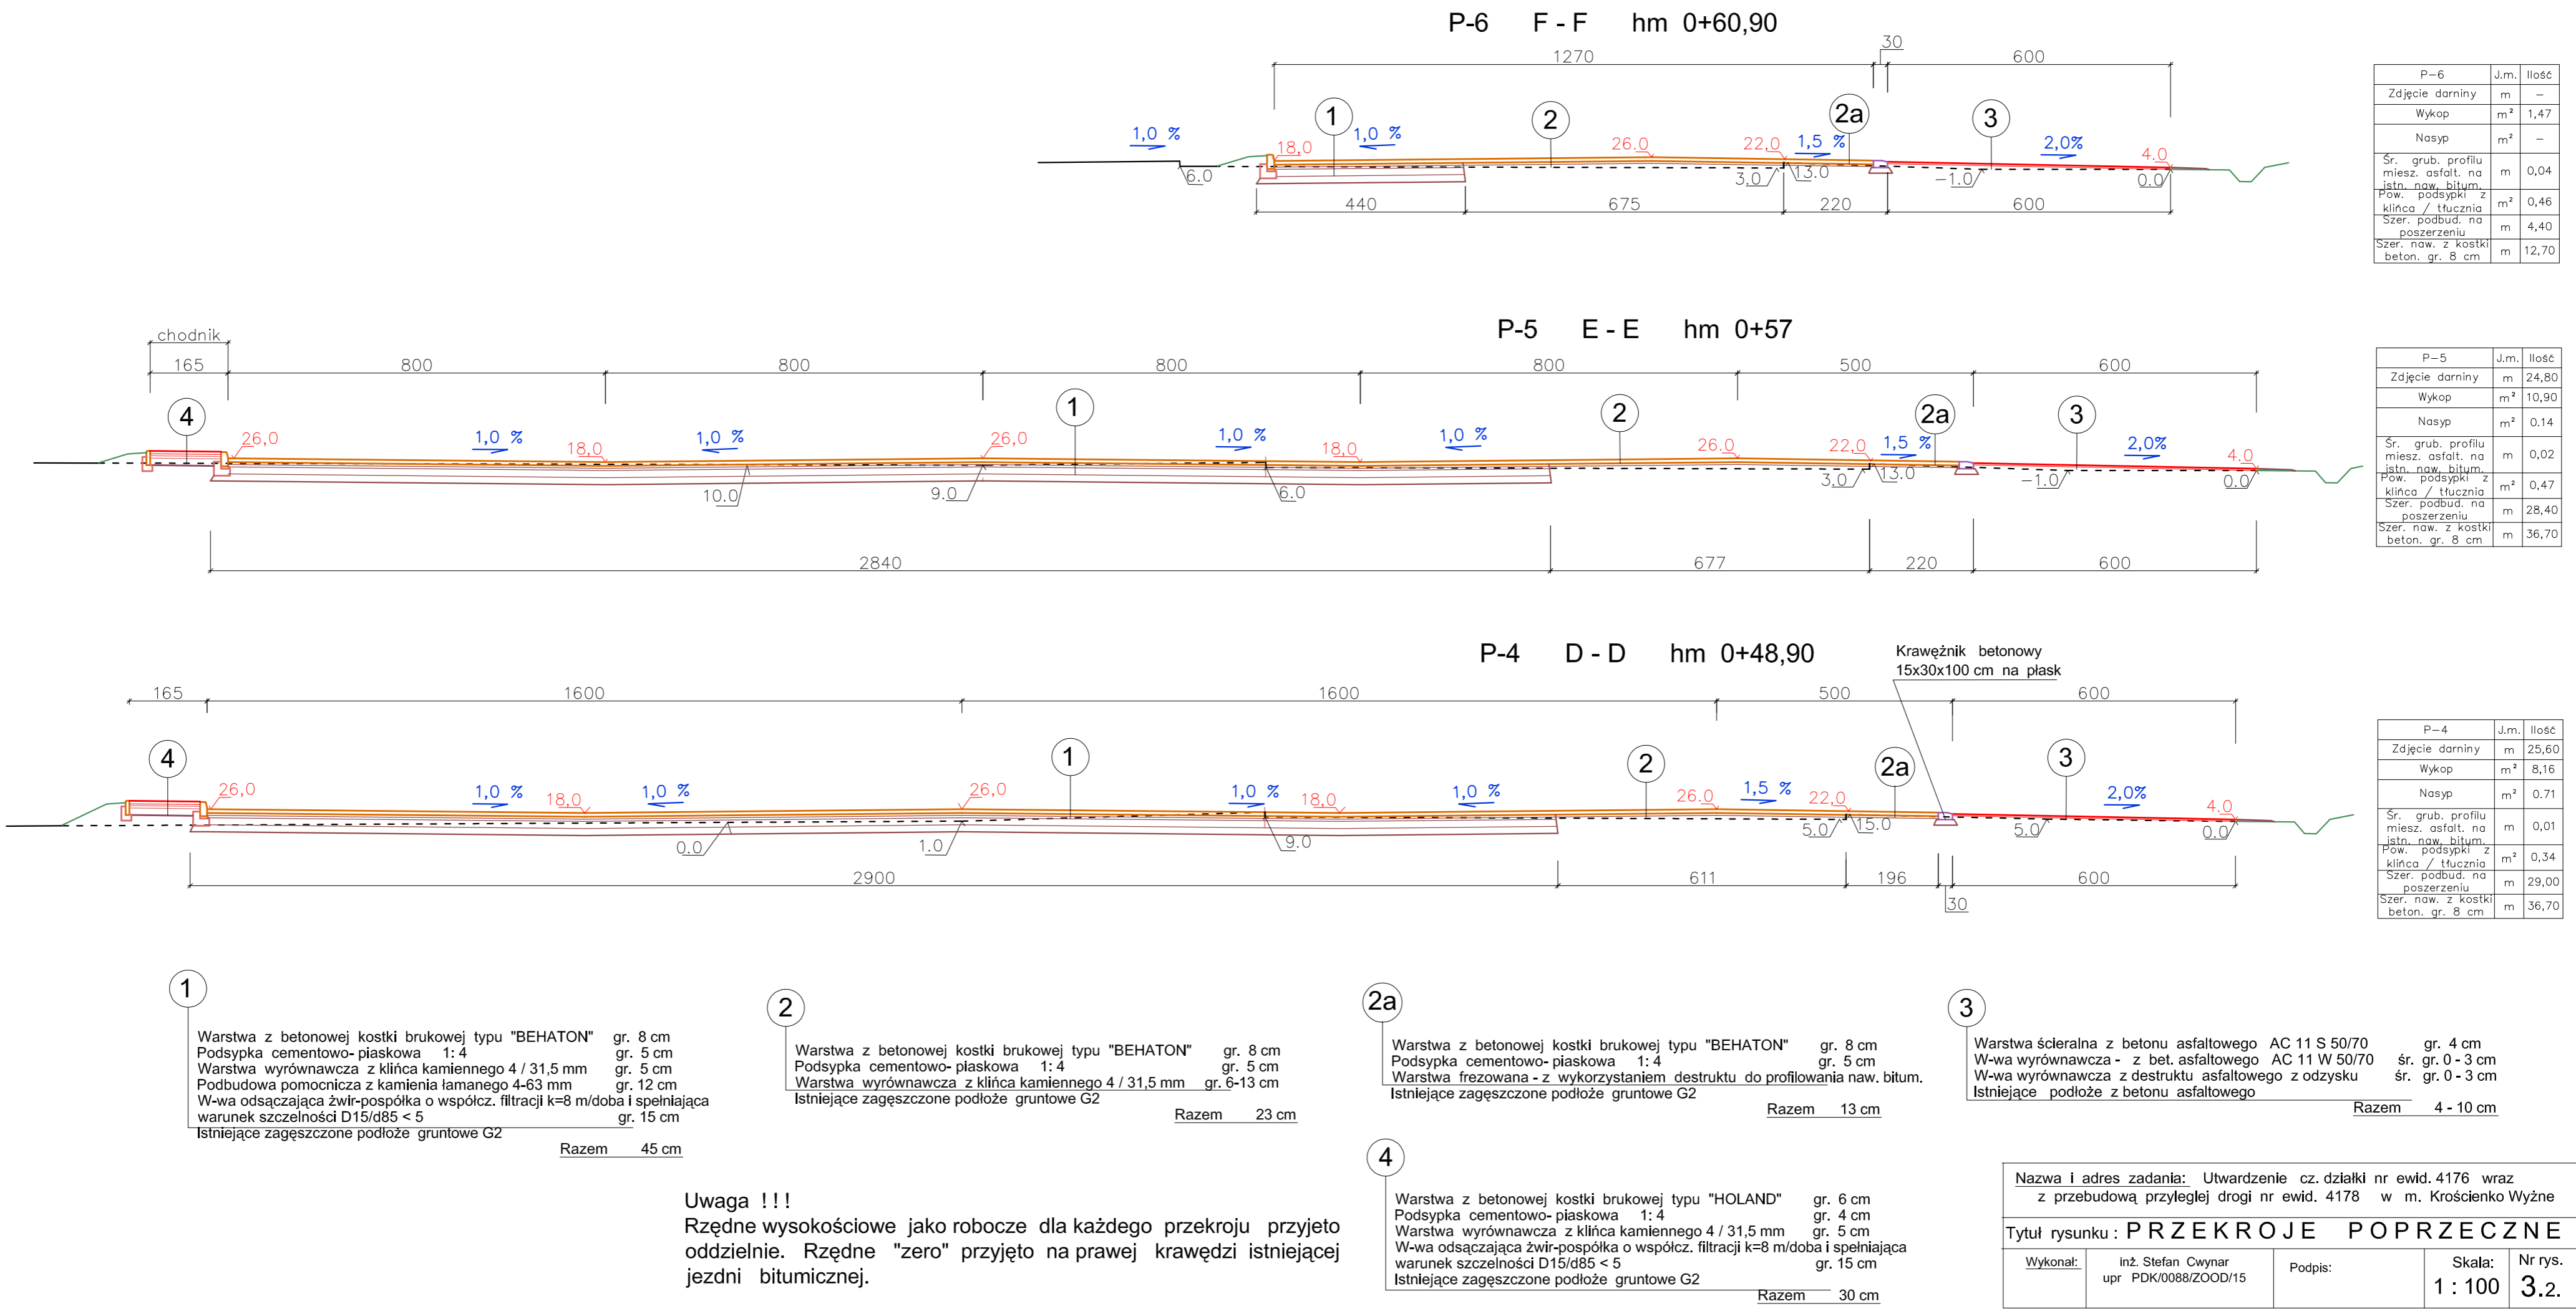 P-6 F - F hm 0+60,90
1270
30
600
1
2
2a
3
1,0 %
1,0 %
1,5 %
2,0%
18,0
26.0
22,0
4.0
6.0
3.0
13.0
-1.0
0.0
440
675
220
600
P-6 J.m. Ilość
Zdjęcie darniny m -
Wykop m² 1,47
Nasyp m² -
Śr. grub. profilu
miesz. asfalt. na m 0,04
istn. naw. bitum.
Pow. podsypki z
klińca / tłucznia m² 0,46
Szer. podbud. na
poszerzeniu m 4,40
Szer. naw. z kostki
beton. gr. 8 cm m 12,70
P-5 E - E hm 0+57
chodnik
165
800
800
800
800
500
600
4
1
2
2a
3
26,0
1,0 %
18.0
1,0 %
26,0
1,0 %
18,0
1,0 %
26.0
22,0
1,5 %
2,0%
4.0
10.0
9.0
6.0
3.0
13.0
-1.0
0.0
2840
677
220
600
P-5 J.m. Ilość
Zdjęcie darniny m 24,80
Wykop m² 10,90
Nasyp m² 0.14
Śr. grub. profilu
miesz. asfalt. na m 0,02
istn. naw. bitum.
Pow. podsypki z
klińca / tłucznia m² 0,47
Szer. podbud. na
poszerzeniu m 28,40
Szer. naw. z kostki
beton. gr. 8 cm m 36,70
P-4 D - D hm 0+48,90
Krawężnik betonowy
15x30x100 cm na płask
165
1600
1600
500
600
4
1
2
2a
3
26,0
1,0 %
18,0
1,0 %
26,0
1,0 %
18,0
1,0 %
26.0
1,5 %
22,0
2,0%
4.0
0.0
1.0
9.0
5.0
15.0
5.0
0.0
2900
611
196
30
600
P-4 J.m. Ilość
Zdjęcie darniny m 25,60
Wykop m² 8,16
Nasyp m² 0.71
Śr. grub. profilu
miesz. asfalt. na m 0,01
istn. naw. bitum.
Pow. podsypki z
klińca / tłucznia m² 0,34
Szer. podbud. na
poszerzeniu m 29,00
Szer. naw. z kostki
beton. gr. 8 cm m 36,70
1
Warstwa z betonowej kostki brukowej typu "BEHATON" gr. 8 cm
Podsypka cementowo- piaskowa 1: 4 gr. 5 cm
Warstwa wyrównawcza z klińca kamiennego 4 / 31,5 mm gr. 5 cm
Podbudowa pomocnicza z kamienia łamanego 4-63 mm gr. 12 cm
W-wa odsączająca żwir-pospółka o współcz. filtracji k=8 m/doba i spełniająca
warunek szczelności D15/d85 < 5 gr. 15 cm
Istniejące zagęszczone podłoże gruntowe G2
Razem 45 cm
2
Warstwa z betonowej kostki brukowej typu "BEHATON" gr. 8 cm
Podsypka cementowo- piaskowa 1: 4 gr. 5 cm
Warstwa wyrównawcza z klińca kamiennego 4 / 31,5 mm gr. 6-13 cm
Istniejące zagęszczone podłoże gruntowe G2
Razem 23 cm
2a
Warstwa z betonowej kostki brukowej typu "BEHATON" gr. 8 cm
Podsypka cementowo- piaskowa 1: 4 gr. 5 cm
Warstwa frezowana - z wykorzystaniem destruktu do profilowania naw. bitum.
Istniejące zagęszczone podłoże gruntowe G2
Razem 13 cm
3
Warstwa ścieralna z betonu asfaltowego AC 11 S 50/70 gr. 4 cm
W-wa wyrównawcza - z bet. asfaltowego AC 11 W 50/70 śr. gr. 0 - 3 cm
W-wa wyrównawcza z destruktu asfaltowego z odzysku śr. gr. 0 - 3 cm
Istniejące podłoże z betonu asfaltowego
Razem 4 - 10 cm
4
Warstwa z betonowej kostki brukowej typu "HOLAND" gr. 6 cm
Podsypka cementowo- piaskowa 1: 4 gr. 4 cm
Warstwa wyrównawcza z klińca kamiennego 4 / 31,5 mm gr. 5 cm
W-wa odsączająca żwir-pospółka o współcz. filtracji k=8 m/doba i spełniająca
warunek szczelności D15/d85 < 5 gr. 15 cm
Istniejące zagęszczone podłoże gruntowe G2
Razem 30 cm
Uwaga !!!
Rzędne wysokościowe jako robocze dla każdego przekroju przyjeto
oddzielnie. Rzędne "zero" przyjęto na prawej krawędzi istniejącej
jezdni bitumicznej.
Nazwa i adres zadania: Utwardzenie cz. działki nr ewid. 4176 wraz
z przebudową przyległej drogi nr ewid. 4178 w m. Krościenko Wyżne
Tytuł rysunku : PRZEKROJE POPRZECZNE
Wykonał: inż. Stefan Cwynar Podpis: Skala: Nr rys.
upr PDK/0088/ZOOD/15 1 : 100 3.2.